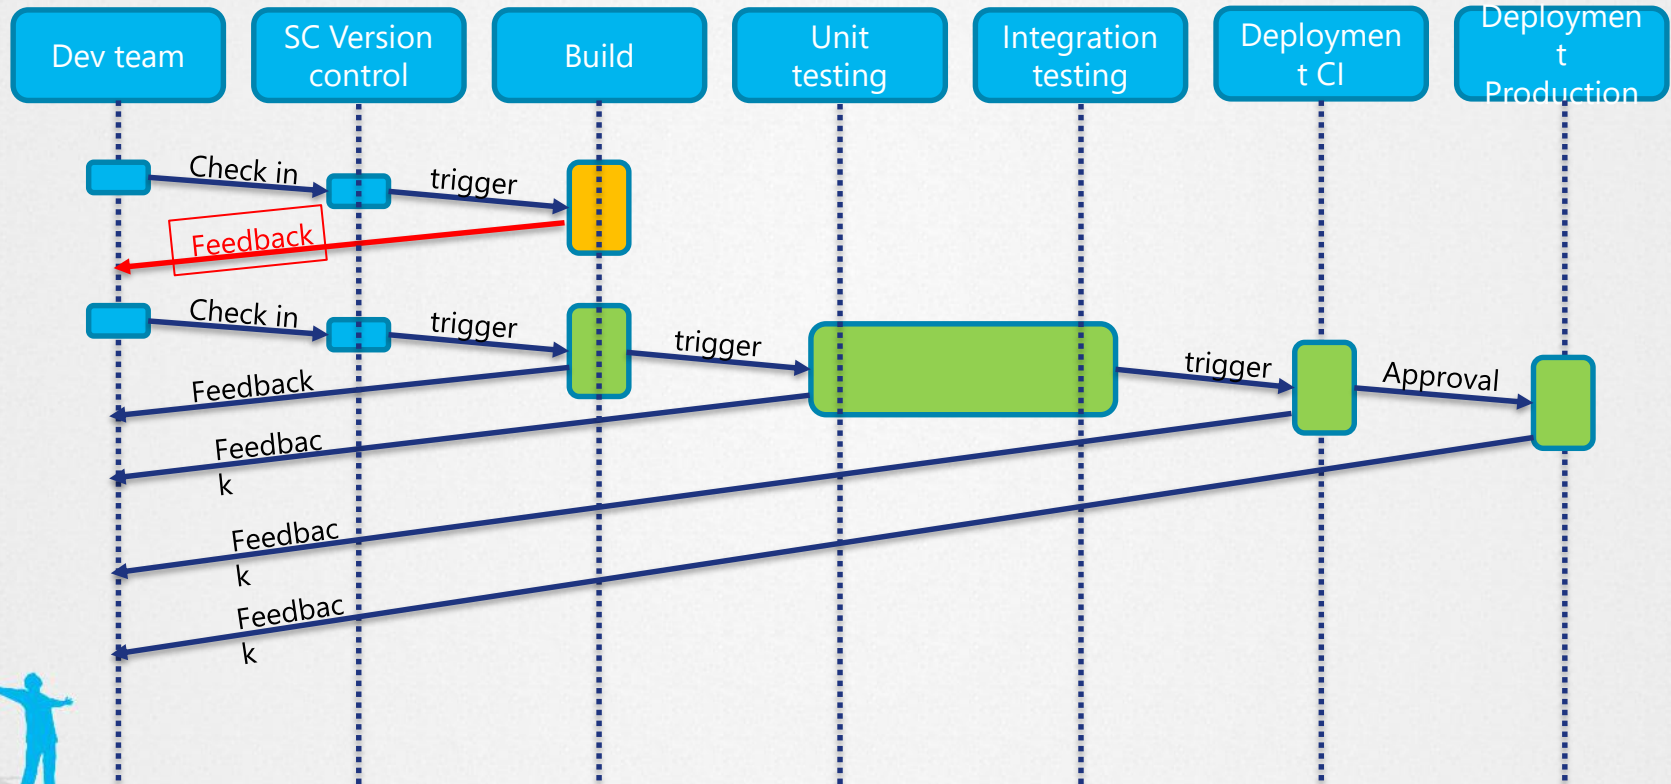 Dev team
SC Version
control
Build
Unit
testing
Integration
testing
Deploymen
t CI
Deploymen
t
Production
Check in
trigger
Feedback
Check in
trigger
trigger
trigger
Approval
Feedback
Feedbac
k
Feedbac
k
Feedbac
k